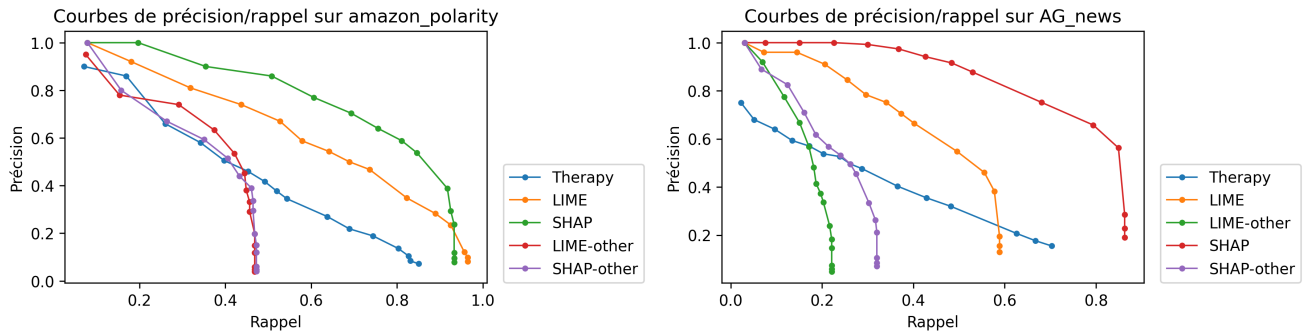 Courbes de précision/rappel sur amazon_polarity
1.0
0.8
0.6
0.4
0.2
0.0
Précision
0.2 0.4 0.6 0.8 1.0
Rappel
Therapy
LIME
SHAP
LIME-other
SHAP-other
Courbes de précision/rappel sur AG_news
1.0
0.8
0.6
0.4
0.2
Précision
0.0 0.2 0.4 0.6 0.8
Rappel
Therapy
LIME
LIME-other
SHAP
SHAP-other